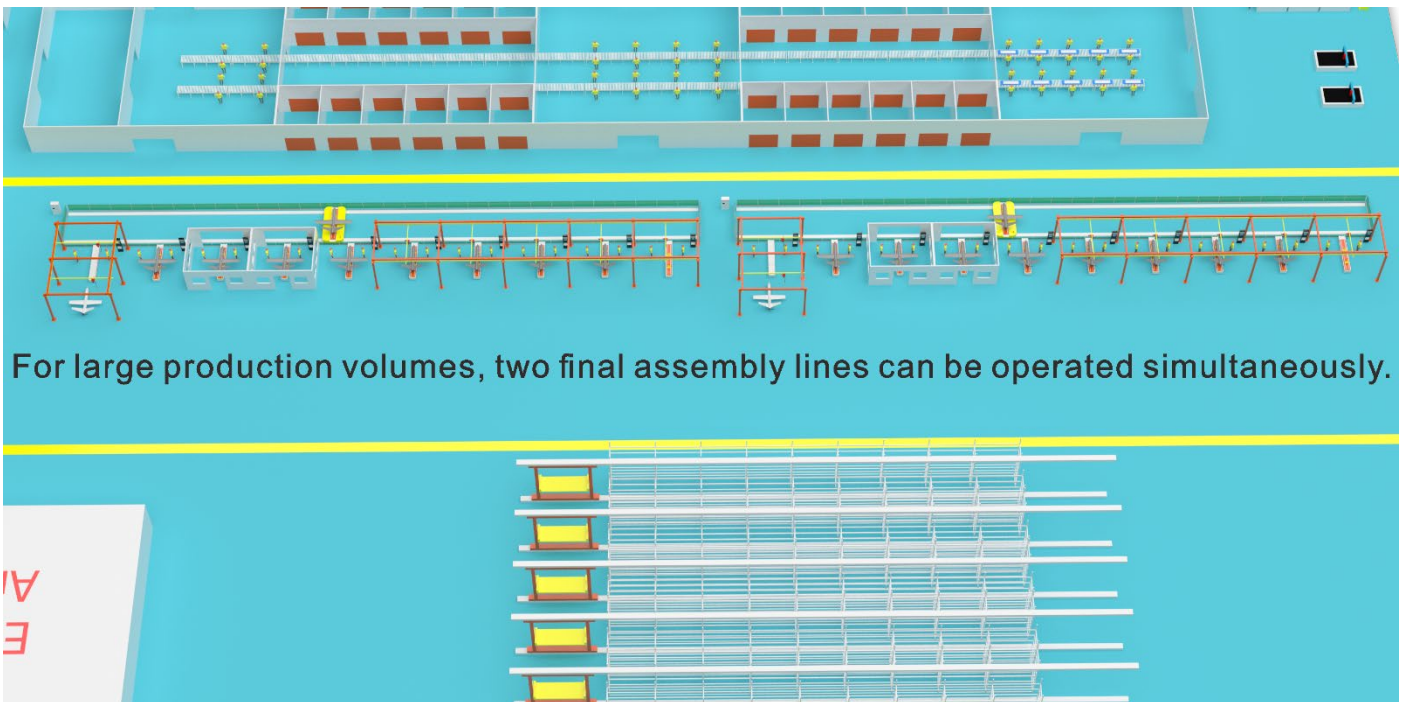 For large production volumes, two final assembly lines can be operated simultaneously.